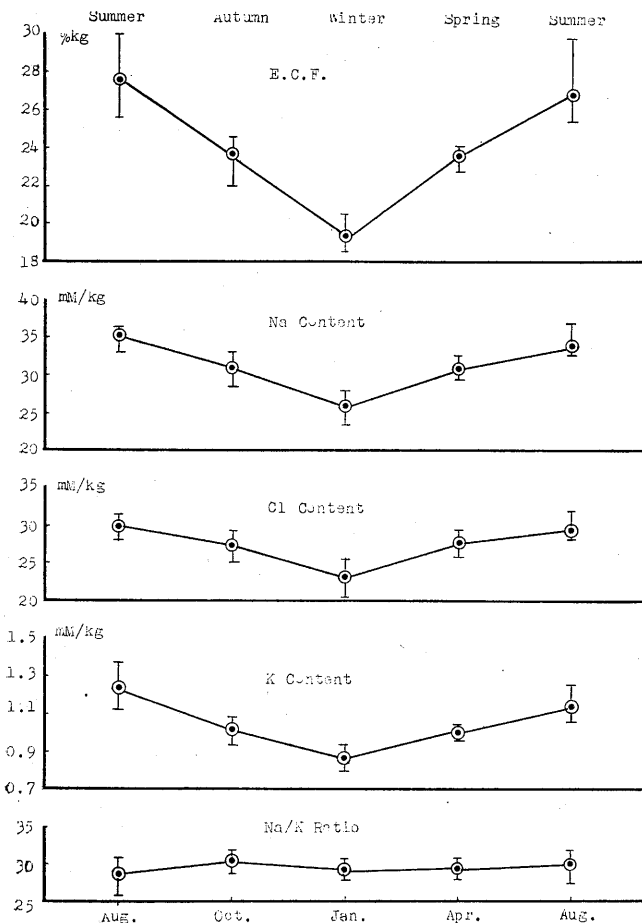 Summer Autumn Winter Spring Summer
30
%kg
E.C.F.
28
26
24
22
20
18
40 mM/kg
Na Content
35
30
25
20
35
mM/kg
Cl Content
30
25
20
1.5
mM/kg
1.3
K Content
1.1
0.9
0.7
35
Na/K Ratio
30
25
Aug. Oct. Jan. Apr. Aug.